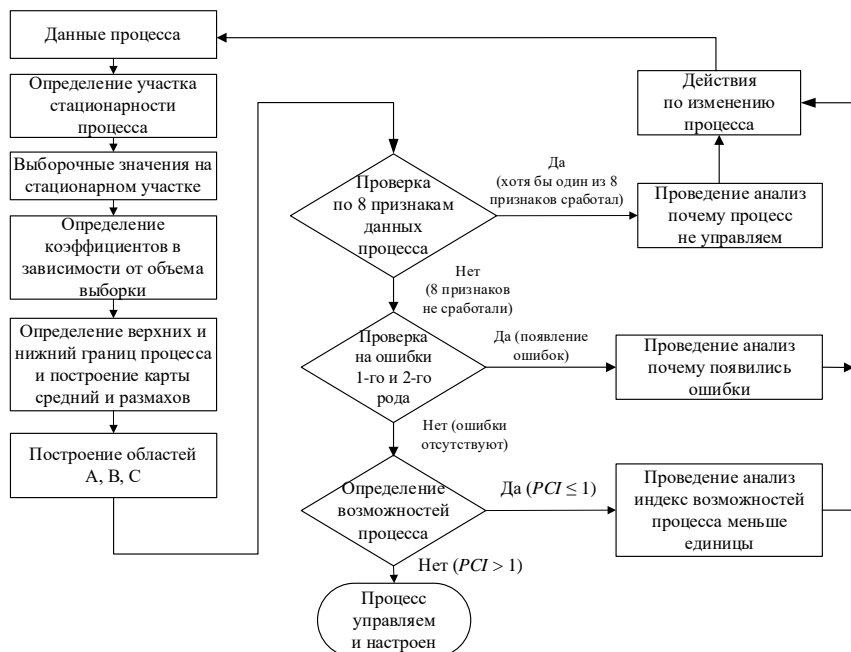 Данные процесса
Определение участка
стационарности
процесса
Выборочные значения на
стационарном участке
Определение
коэффициентов в
зависимости от объема
выборки
Определение верхних и
нижний границ процесса
и построение карты
средний и размахов
Построение областей
А, В, С
Проверка
по 8 признакам
данных
процесса
Да
(хотя бы один из 8
признаков сработал)
Проведение анализ
почему процесс
не управляем
Действия
по изменению
процесса
Нет
(8 признаков
не сработали)
Проверка
на ошибки
1-го и 2-го
рода
Да (появление
ошибок)
Проведение анализ
почему появились
ошибки
Нет (ошибки
отсутствуют)
Определение
возможностей
процесса
Да (PCI ≤ 1)
Проведение анализ
индекс возможностей
процесса меньше
единицы
Нет (PCI > 1)
Процесс
управляем
и настроен